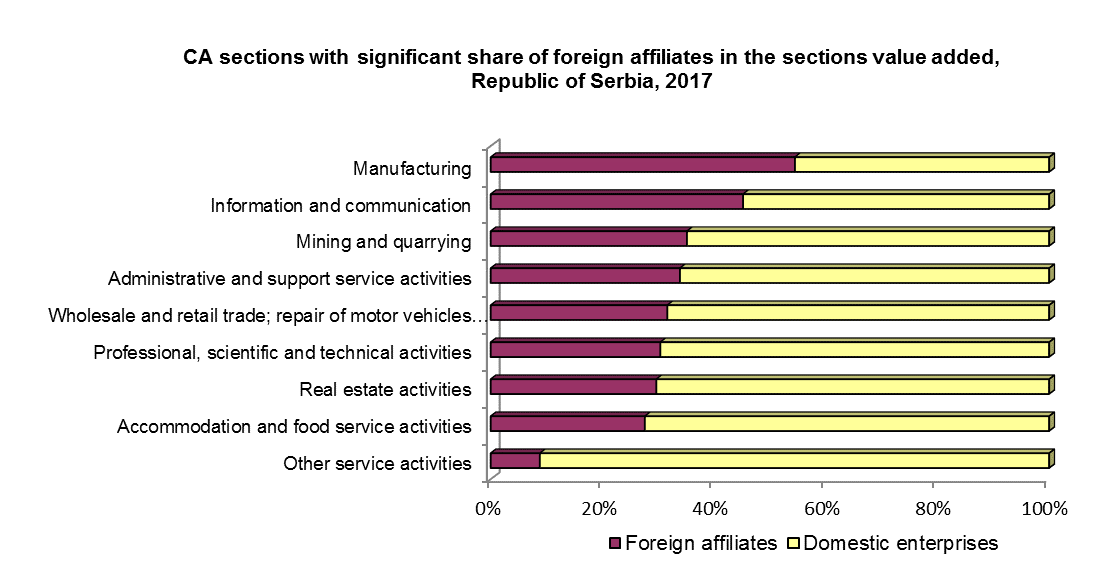 CA sections with significant share of foreign affiliates in the sections value added,
Republic of Serbia, 2017
Manufacturing
Information and communication
Mining and quarrying
Administrative and support service activities
Wholesale and retail trade; repair of motor vehicles...
Professional, scientific and technical activities
Real estate activities
Accommodation and food service activities
Other service activities
0% 20% 40% 60% 80% 100%
Foreign affiliates Domestic enterprises